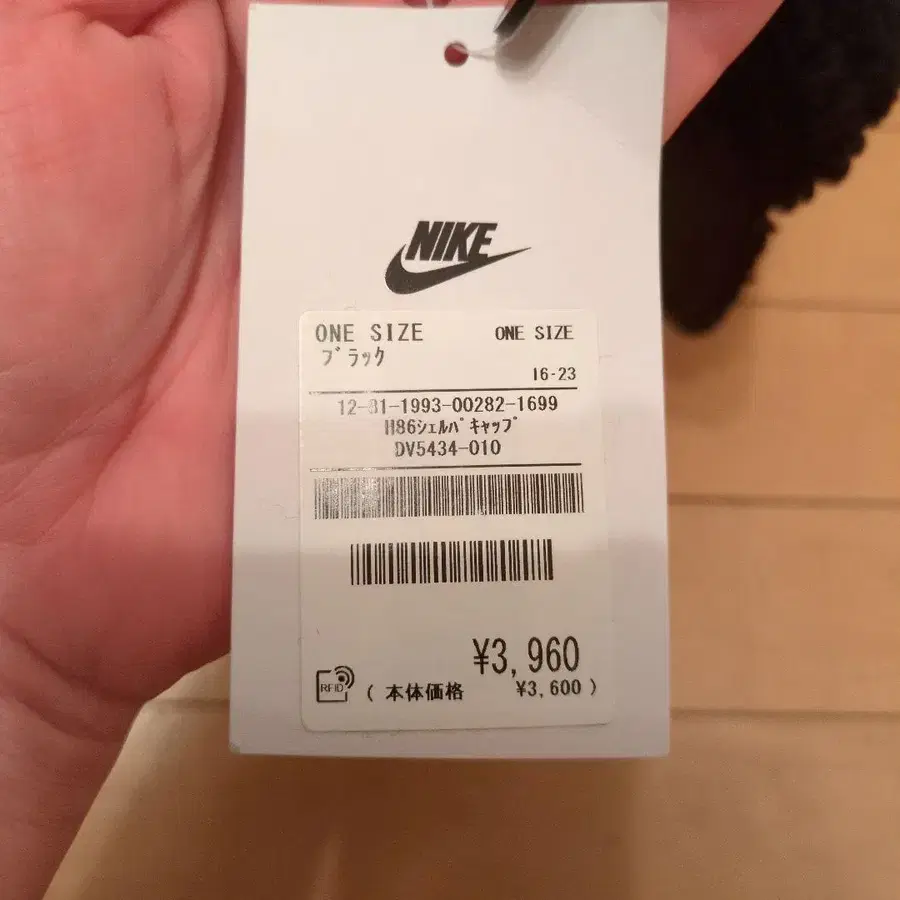 NIKE
ONE SIZE ONE SIZE
ブラック
16-23
12-81-1993-00282-1699
H86シェルパキャップ
DV5434-010
¥3,960
RFID ( 本体価格 ¥3,600 )